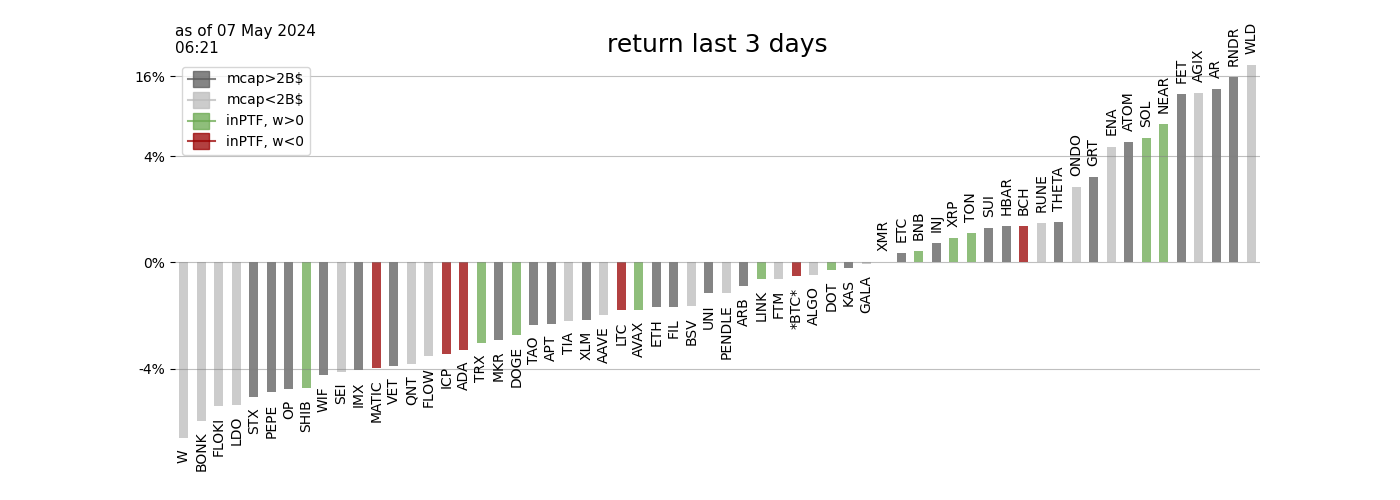 as of 07 May 2024
06:21
return last 3 days
16%
4%
0%
-4%
mcap>2B$
mcap<2B$
inPTF, w>0
inPTF, w<0
W
BONK
FLOKI
LDO
STX
PEPE
OP
SHIB
WIF
SEI
IMX
MATIC
VET
QNT
FLOW
ICP
ADA
TRX
MKR
DOGE
TAO
APT
TIA
XLM
AAVE
LTC
AVAX
ETH
FIL
BSV
UNI
PENDLE
ARB
LINK
FTM
*BTC*
ALGO
DOT
KAS
GALA
XMR
ETC
BNB
INJ
XRP
TON
SUI
HBAR
BCH
RUNE
THETA
ONDO
GRT
ENA
ATOM
SOL
NEAR
FET
AGIX
AR
RNDR
WLD